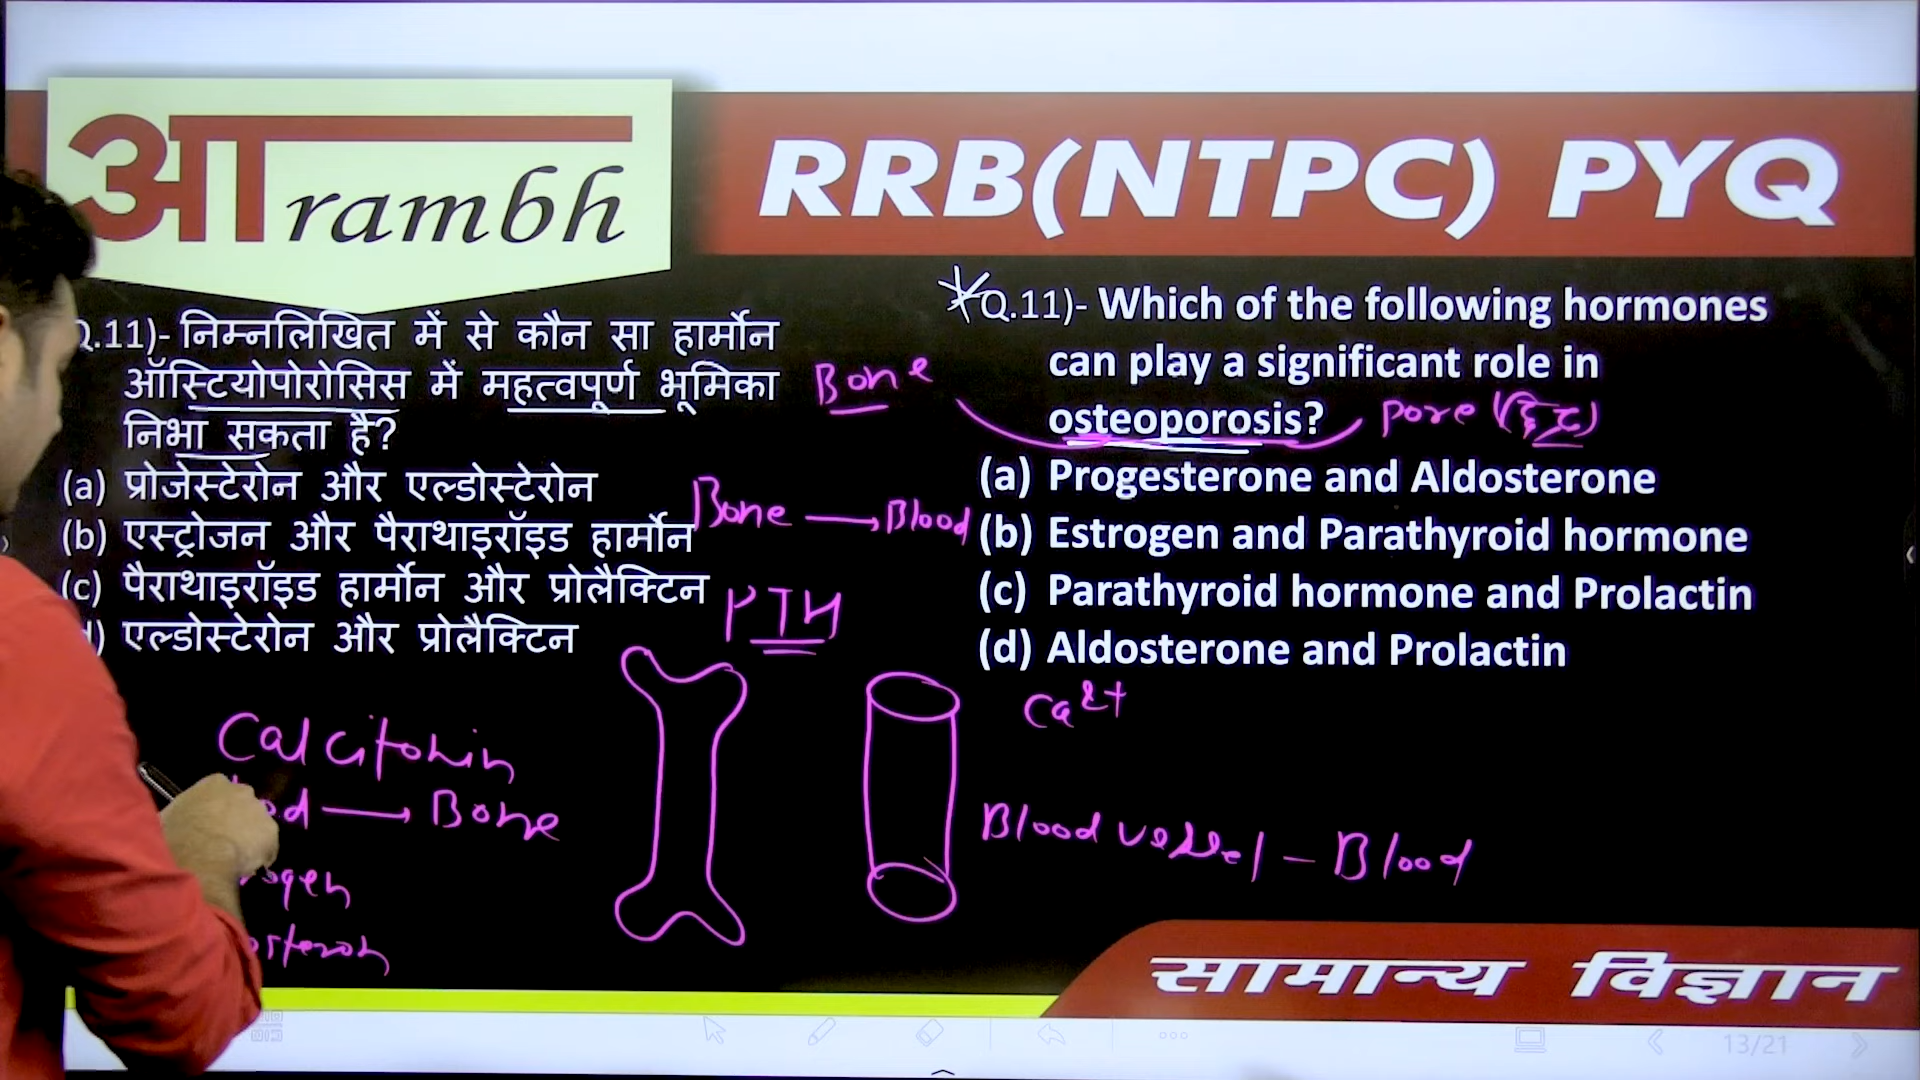 आrambh
RRB(NTPC) PYQ
.11)- निम्नलिखित में से कौन सा हार्मोन
ऑस्टियोपोरोसिस में महत्वपूर्ण भूमिका
निभा सकता है?
(a) प्रोजेस्टेरोन और एल्डोस्टेरोन
(b) एस्ट्रोजन और पैराथाइरॉइड हार्मोन
(c) पैराथाइरॉइड हार्मोन और प्रोलैक्टिन
) एल्डोस्टेरोन और प्रोलैक्टिन
Q.11)- Which of the following hormones
can play a significant role in
osteoporosis?
(a) Progesterone and Aldosterone
(b) Estrogen and Parathyroid hormone
(c) Parathyroid hormone and Prolactin
(d) Aldosterone and Prolactin
Bone
Pore
Bone → Blood
PTH
Ca2+
Calcitonin
→ Bone
Blood vessel - Blood
सामान्य विज्ञान
13/21